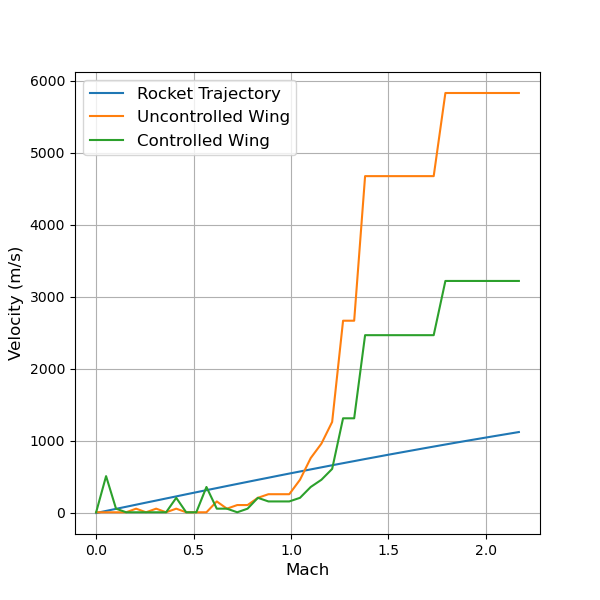 Rocket Trajectory
Uncontrolled Wing
Controlled Wing
6000
5000
4000
3000
2000
1000
0
Velocity (m/s)
0.0 0.5 1.0 1.5 2.0
Mach